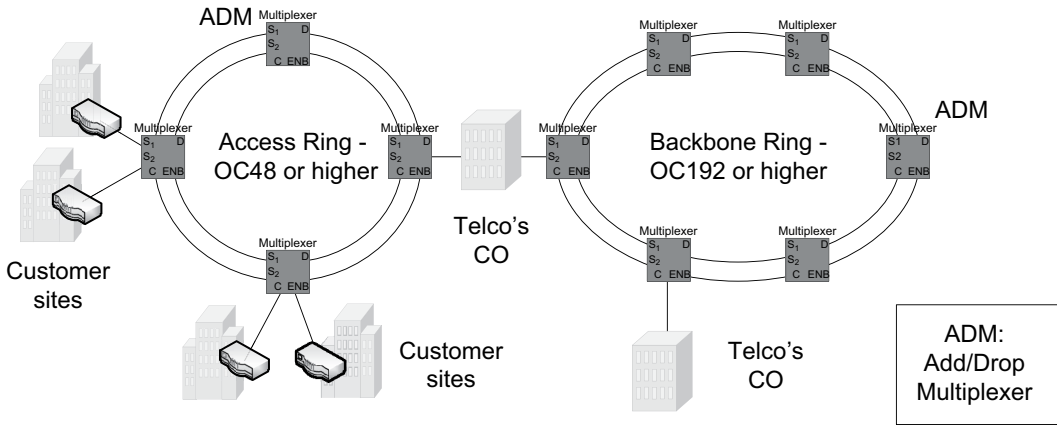 ADM
Multiplexer
S1 D
S2
C ENB
Multiplexer
S1 D
S2
C ENB
Access Ring -
OC48 or higher
Multiplexer
S1 D
S2
C ENB
Multiplexer
S1 D
S2
C ENB
Customer
sites
Customer
sites
Telco's
CO
Multiplexer
S1 D
S2
C ENB
Multiplexer
S1 D
S2
C ENB
Multiplexer
S1 D
S2
C ENB
Backbone Ring -
OC192 or higher
Multiplexer
S1 D
S2
C ENB
ADM
Multiplexer
S1 D
S2
C ENB
Multiplexer
S1 D
S2
C ENB
Telco's
CO
ADM:
Add/Drop
Multiplexer